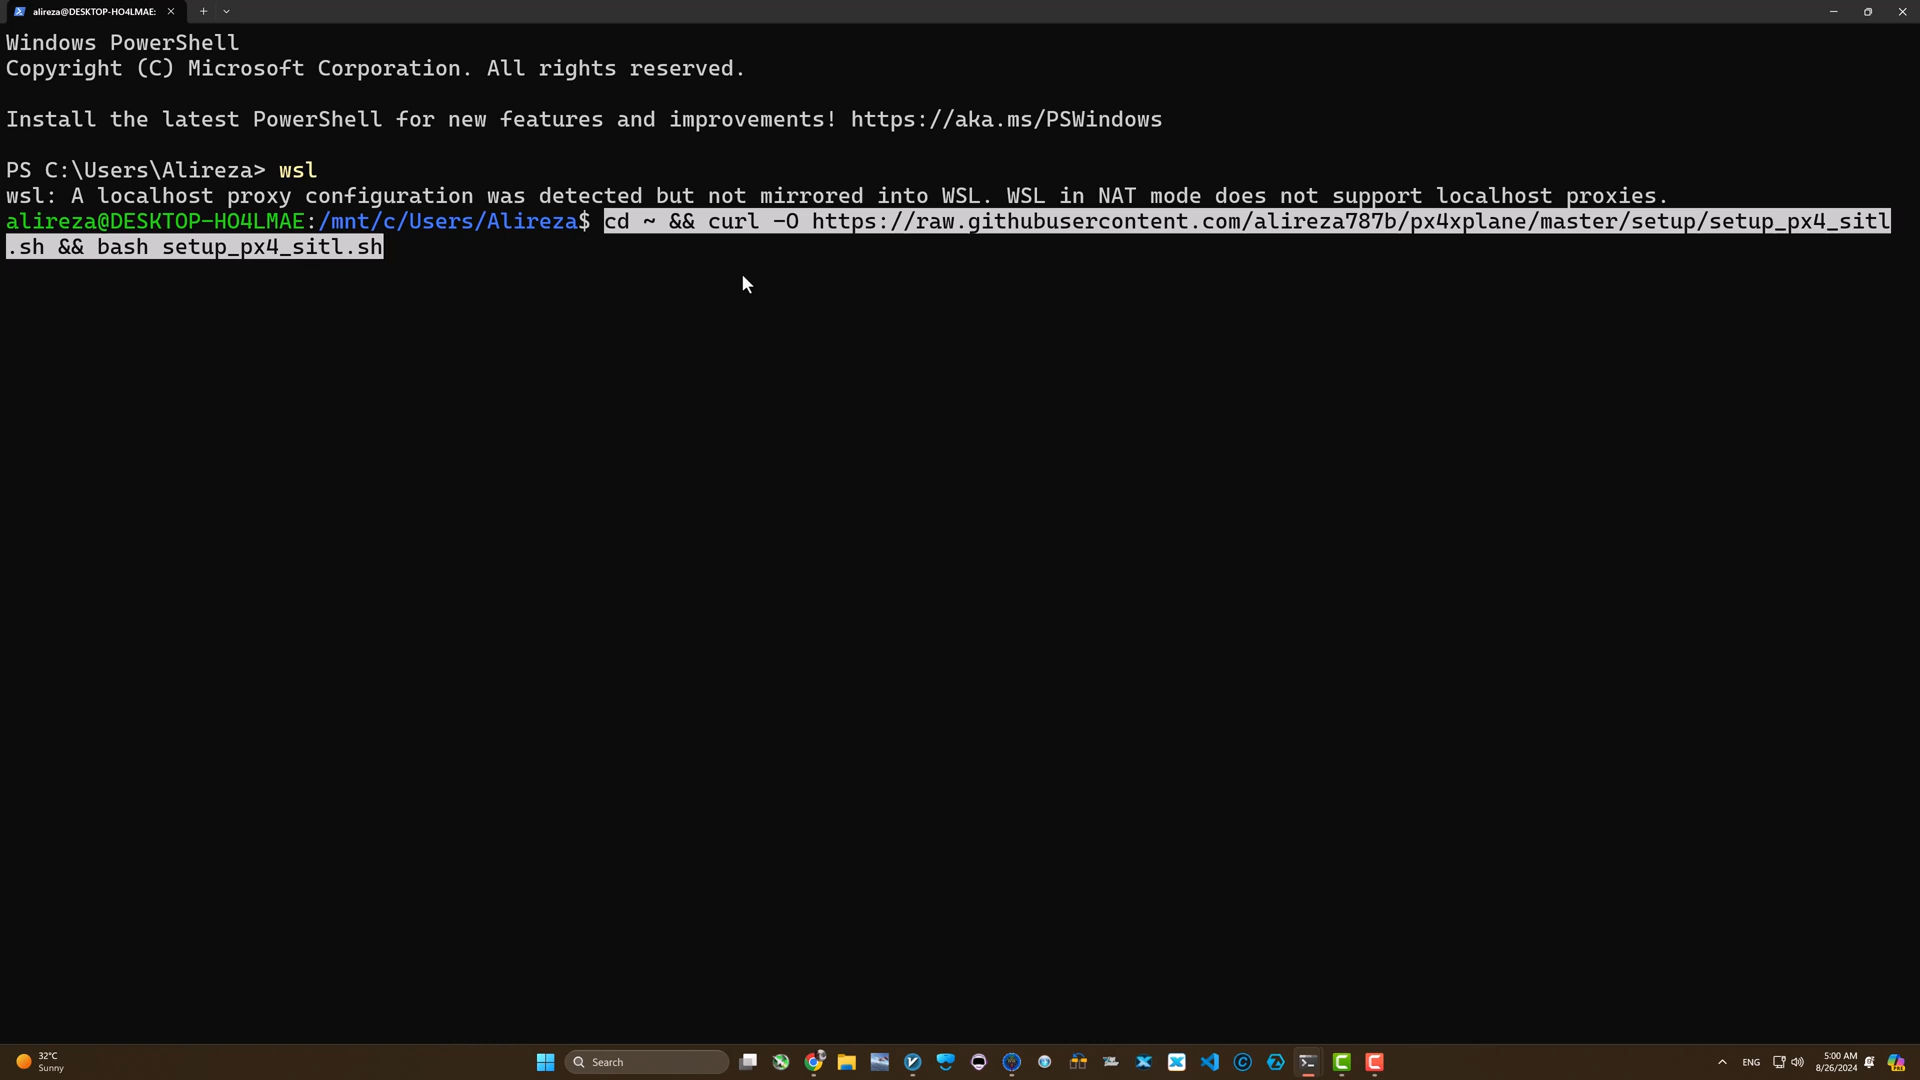 alireza@DESKTOP-HO4LMAE:
Windows PowerShell
Copyright (C) Microsoft Corporation. All rights reserved.
Install the latest PowerShell for new features and improvements! https://aka.ms/PSWindows
PS C:\Users\Alireza> wsl
wsl: A localhost proxy configuration was detected but not mirrored into WSL. WSL in NAT mode does not support localhost proxies.
alireza@DESKTOP-HO4LMAE:/mnt/c/Users/Alireza$ cd ~ && curl -O https://raw.githubusercontent.com/alireza787b/px4xplane/master/setup/setup_px4_sitl
.sh && bash setup_px4_sitl.sh
32°C
Sunny
Search
ENG
5:00 AM
8/26/2024